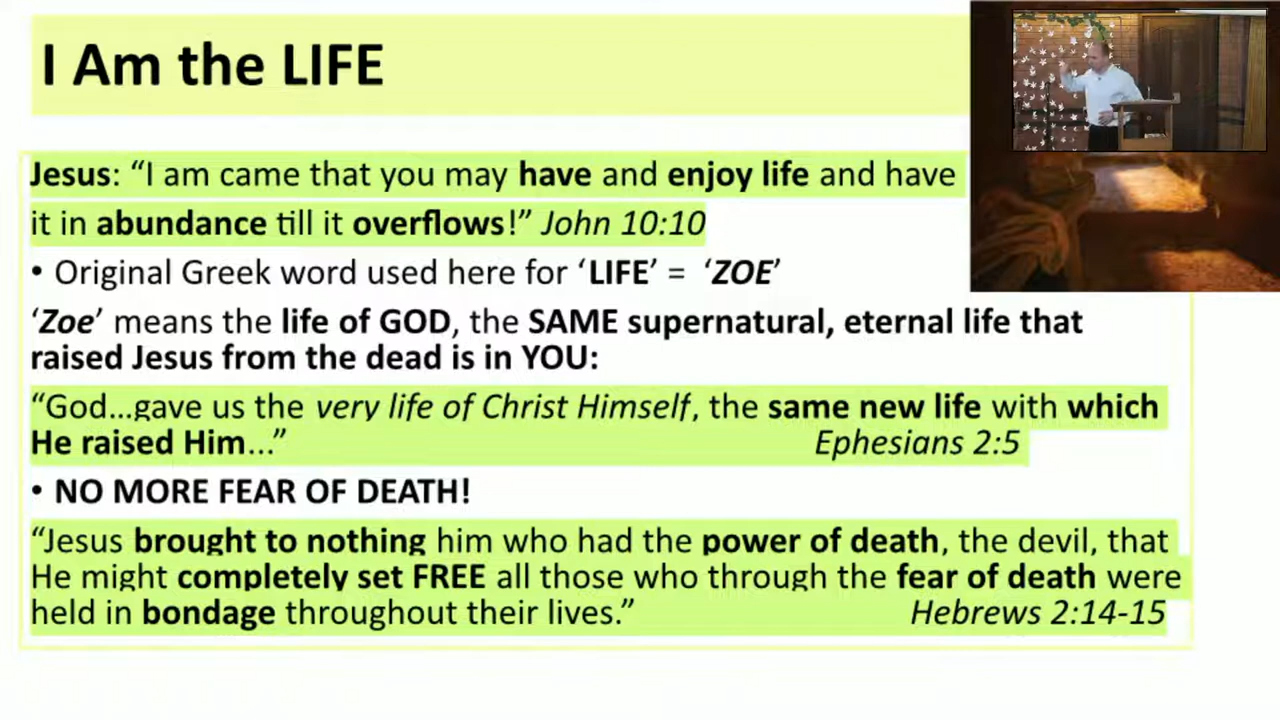 I Am the LIFE
Jesus: “I am came that you may have and enjoy life and have
it in abundance till it overflows!” John 10:10
• Original Greek word used here for ‘LIFE’ = ‘ZOE’
‘Zoe’ means the life of GOD, the SAME supernatural, eternal life that
raised Jesus from the dead is in YOU:
“God...gave us the very life of Christ Himself, the same new life with which
He raised Him...” Ephesians 2:5
• NO MORE FEAR OF DEATH!
“Jesus brought to nothing him who had the power of death, the devil, that
He might completely set FREE all those who through the fear of death were
held in bondage throughout their lives.” Hebrews 2:14-15